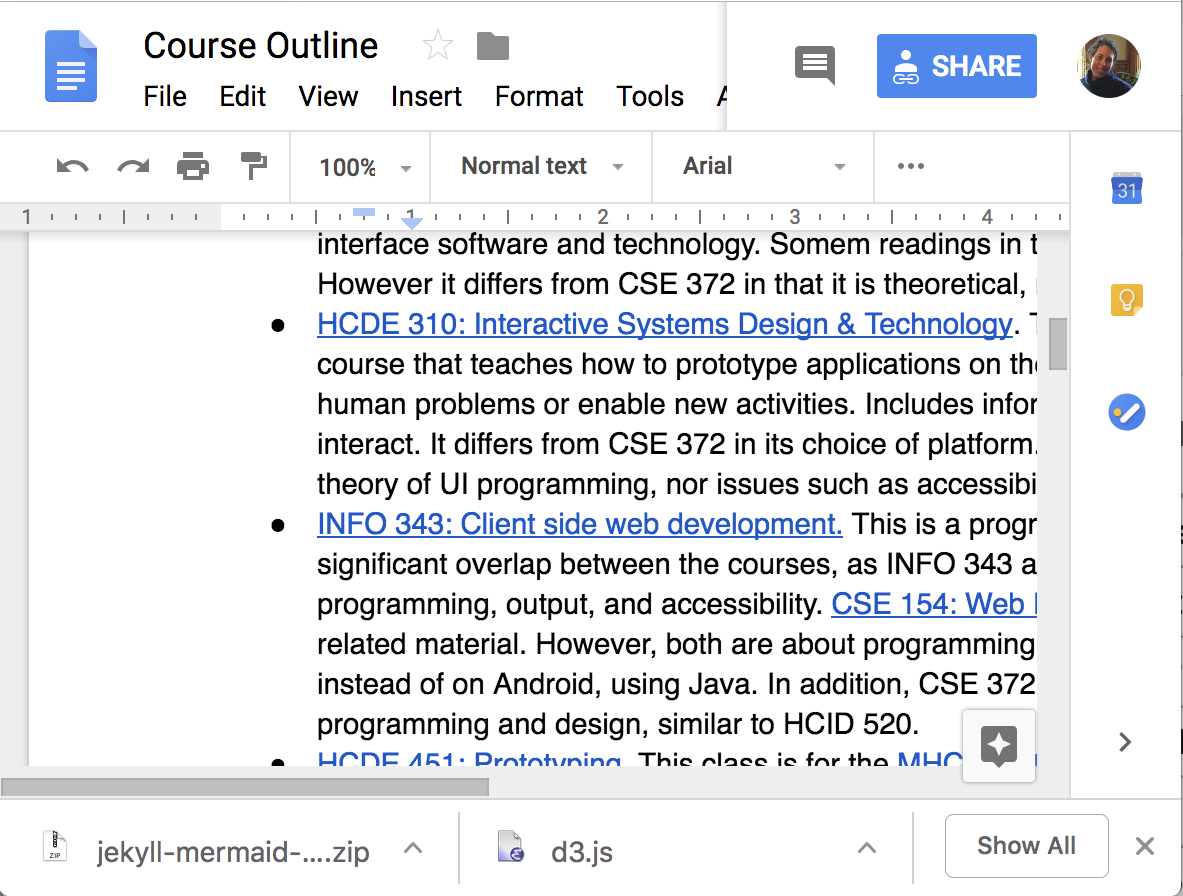 Course Outline
File Edit View Insert Format Tools
SHARE
100% Normal text Arial
31
1 1 2 3 4
interface software and technology. Somem readings in t
However it differs from CSE 372 in that it is theoretical,
● HCDE 310: Interactive Systems Design & Technology. T
course that teaches how to prototype applications on the
human problems or enable new activities. Includes infor
interact. It differs from CSE 372 in its choice of platform.
theory of UI programming, nor issues such as accessibi
● INFO 343: Client side web development. This is a progr
significant overlap between the courses, as INFO 343 a
programming, output, and accessibility. CSE 154: Web
related material. However, both are about programming
instead of on Android, using Java. In addition, CSE 372
programming and design, similar to HCID 520.
● HCDE 451: Prototyping. This class is for the MHC
ZIP
jekyll-mermaid-....zip
d3.js
Show All